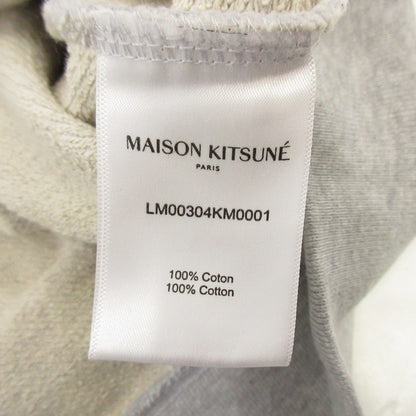 MAISON KITSUNÉ
PARIS
LM00304KM0001
100% Coton
100% Cotton